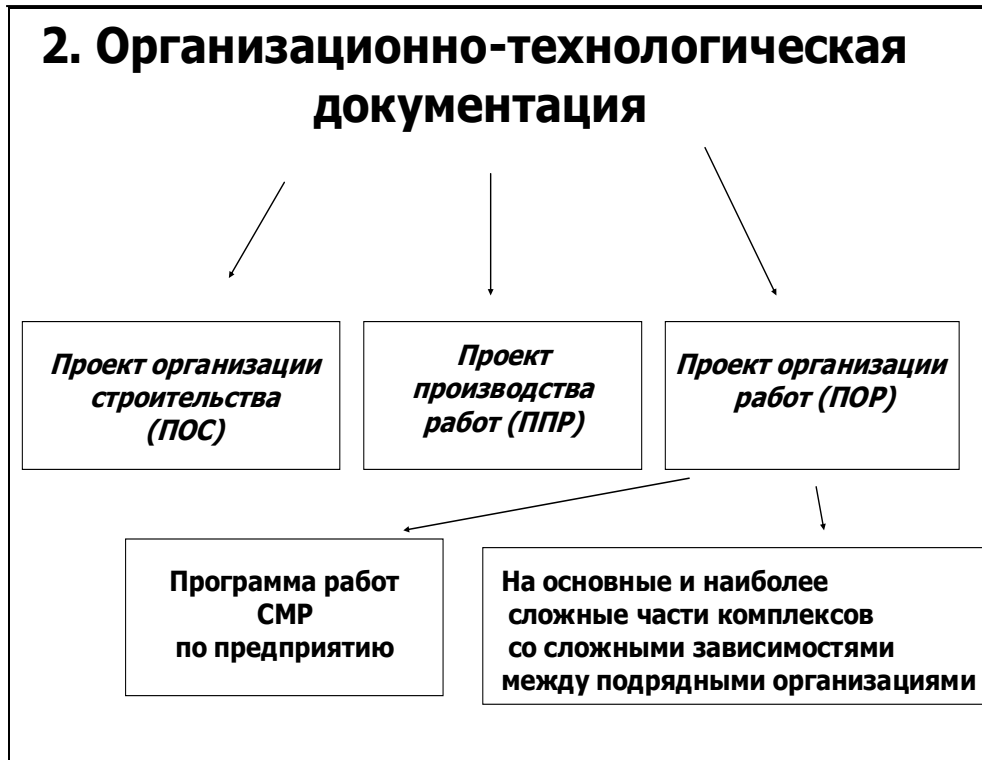 2. Организационно-технологическая
документация
Проект организации
строительства
(ПОС)
Проект
производства
работ (ППР)
Проект организации
работ (ПОР)
Программа работ
СМР
по предприятию
На основные и наиболее
сложные части комплексов
со сложными зависимостями
между подрядными организациями